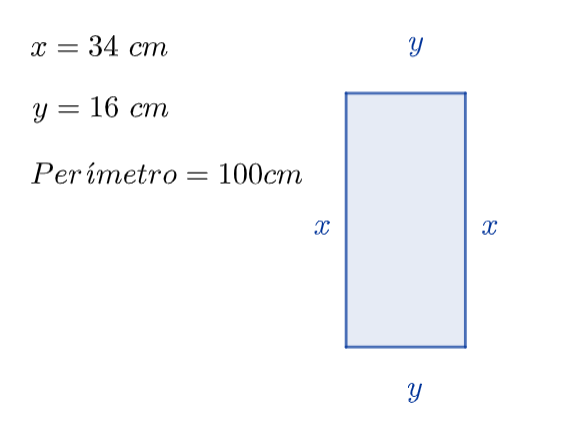 x = 34 cm
y = 16 cm
Perímetro = 100cm
y
x
x
y